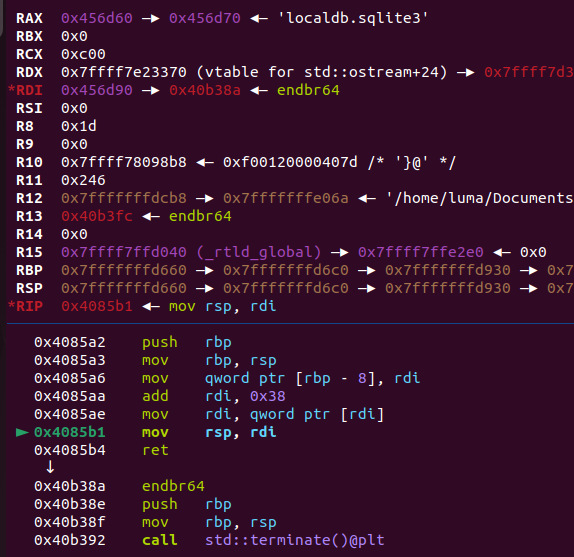 RAX 0x456d60 —▸ 0x456d70 ◂— 'localdb.sqlite3'
RBX 0x0
RCX 0xc00
RDX 0x7ffff7e23370 (vtable for std::ostream+24) —▸ 0x7ffff7d3
*RDI 0x456d90 —▸ 0x40b38a ◂— endbr64
RSI 0x0
R8 0x1d
R9 0x0
R10 0x7ffff78098b8 ◂— 0xf00120000407d /* '}@' */
R11 0x246
R12 0x7fffffffdcb8 —▸ 0x7fffffffe06a ◂— '/home/luma/Documents
R13 0x40b3fc ◂— endbr64
R14 0x0
R15 0x7ffff7ffd040 (_rtld_global) —▸ 0x7ffff7ffe2e0 ◂— 0x0
RBP 0x7fffffffd660 —▸ 0x7fffffffd6c0 —▸ 0x7fffffffd930 —▸ 0x7
RSP 0x7fffffffd660 —▸ 0x7fffffffd6c0 —▸ 0x7fffffffd930 —▸ 0x7
*RIP 0x4085b1 ◂— mov rsp, rdi
0x4085a2 push rbp
0x4085a3 mov rbp, rsp
0x4085a6 mov qword ptr [rbp - 8], rdi
0x4085aa add rdi, 0x38
0x4085ae mov rdi, qword ptr [rdi]
► 0x4085b1 mov rsp, rdi
0x4085b4 ret
↓
0x40b38a endbr64
0x40b38e push rbp
0x40b38f mov rbp, rsp
0x40b392 call std::terminate()@plt